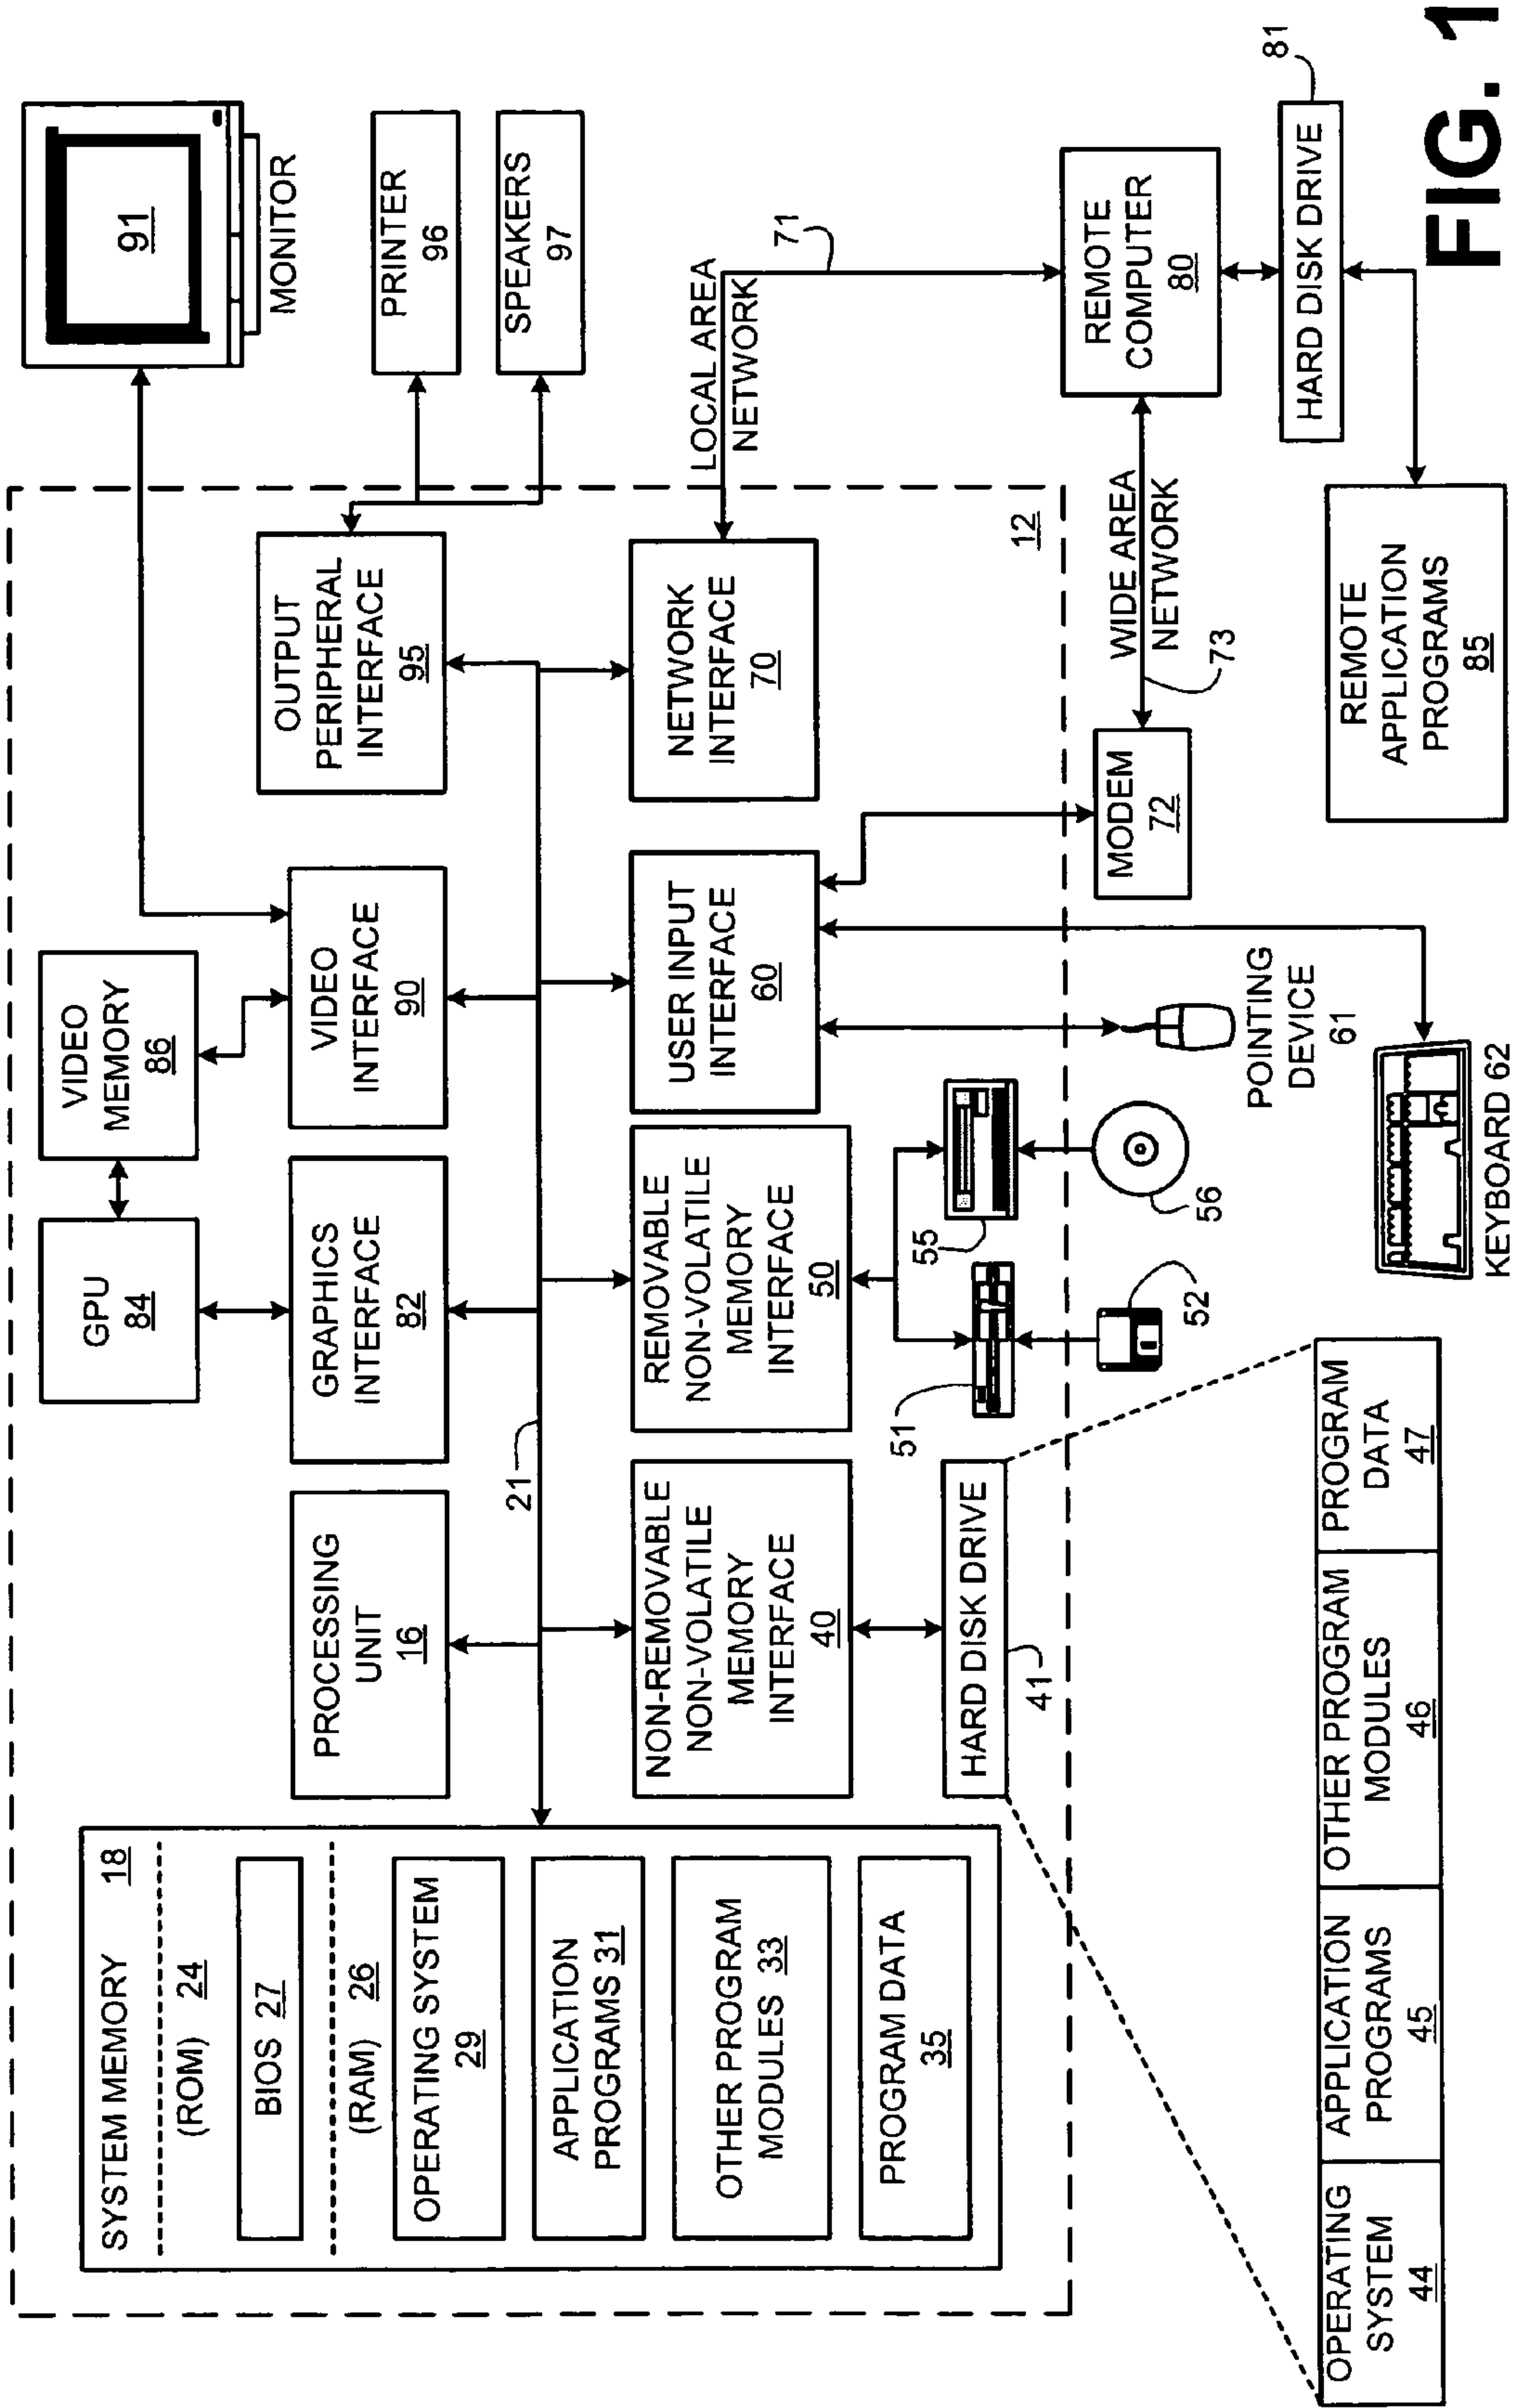 SYSTEM MEMORY 18
(ROM) 24
BIOS 27
(RAM) 26
OPERATING SYSTEM
29
APPLICATION
PROGRAMS 31
OTHER PROGRAM
MODULES 33
PROGRAM DATA
35
PROCESSING
UNIT
16
21
GPU
84
GRAPHICS
INTERFACE
82
VIDEO
MEMORY
86
VIDEO
INTERFACE
90
OUTPUT
PERIPHERAL
INTERFACE
95
91
MONITOR
PRINTER
96
SPEAKERS
97
NON-REMOVABLE
NON-VOLATILE
MEMORY
INTERFACE
40
REMOVABLE
NON-VOLATILE
MEMORY
INTERFACE
50
USER INPUT
INTERFACE
60
NETWORK
INTERFACE
70
LOCAL AREA
NETWORK
71
12
HARD DISK DRIVE
41
51
52
55
56
MODEM
72
WIDE AREA
NETWORK
73
REMOTE
COMPUTER
80
HARD DISK DRIVE
81
REMOTE
APPLICATION
PROGRAMS
85
POINTING
DEVICE
61
KEYBOARD 62
OPERATING
SYSTEM
44
APPLICATION
PROGRAMS
45
OTHER PROGRAM
MODULES
46
PROGRAM
DATA
47
FIG. 1